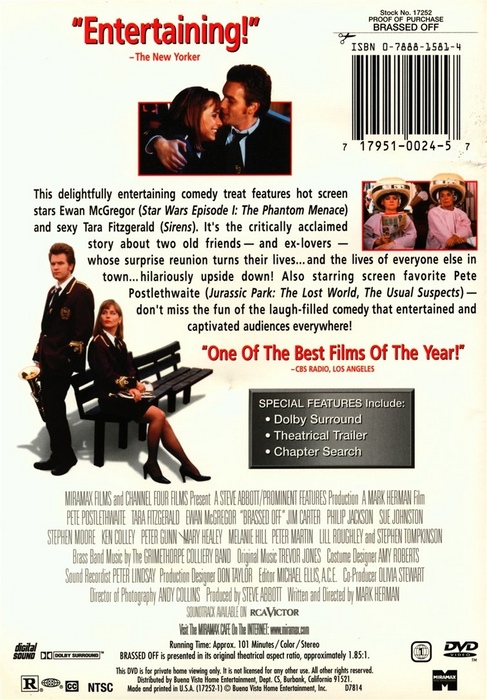 "Entertaining!"
–The New Yorker
Stock No. 17252
PROOF OF PURCHASE
BRASSED OFF
ISBN 0-7888-1581-4
7 17951-0024-5 7
This delightfully entertaining comedy treat features hot screen
stars Ewan McGregor (Star Wars Episode I: The Phantom Menace)
and sexy Tara Fitzgerald (Sirens). It's the critically acclaimed
story about two old friends — and ex-lovers —
whose surprise reunion turns their lives...and the lives of everyone else in
town...hilariously upside down! Also starring screen favorite Pete
Postlethwaite (Jurassic Park: The Lost World, The Usual Suspects) —
don't miss the fun of the laugh-filled comedy that entertained and
captivated audiences everywhere!
"One Of The Best Films Of The Year!"
–CBS RADIO, LOS ANGELES
SPECIAL FEATURES Include:
• Dolby Surround
• Theatrical Trailer
• Chapter Search
MIRAMAX FILMS and CHANNEL FOUR FILMS Present A STEVE ABBOTT/PROMINENT FEATURES Production A MARK HERMAN Film
PETE POSTLETHWAITE TARA FITZGERALD EWAN McGREGOR "BRASSED OFF" JIM CARTER PHILIP JACKSON SUE JOHNSTON
STEPHEN MOORE KEN COLLEY PETER GUNN MARY HEALEY MELANIE HILL PETER MARTIN LILL ROUGHLEY and STEPHEN TOMPKINSON
Brass Band Music by The GRIMETHORPE COLLIERY BAND Original Music TREVOR JONES Costume Designer AMY ROBERTS
Sound Recordist PETER LINDSAY Production Designer DON TAYLOR Editor MICHAEL ELLIS, A.C.E. Co-Producer OLIVIA STEWART
Director of Photography ANDY COLLINS Produced by STEVE ABBOTT Written and Directed by MARK HERMAN
SOUNDTRACK AVAILABLE ON RCA VICTOR
Visit The MIRAMAX CAFE On The INTERNET: www.miramax.com
digital SOUND
DOLBY SURROUND
Running Time: Approx. 101 Minutes/Color/Stereo
BRASSED OFF is presented in its original theatrical aspect ratio, approximately 1.85:1.
1
DVD VIDEO
R
CC
NTSC
This DVD is for private home viewing only. It is not licensed for any other use. All other rights reserved.
Distributed by Buena Vista Home Entertainment, Dept. CS, Burbank, California 91521.
Made and printed in U.S.A. (17252-1) © Buena Vista Home Entertainment, Inc. D7814
MIRAMAX